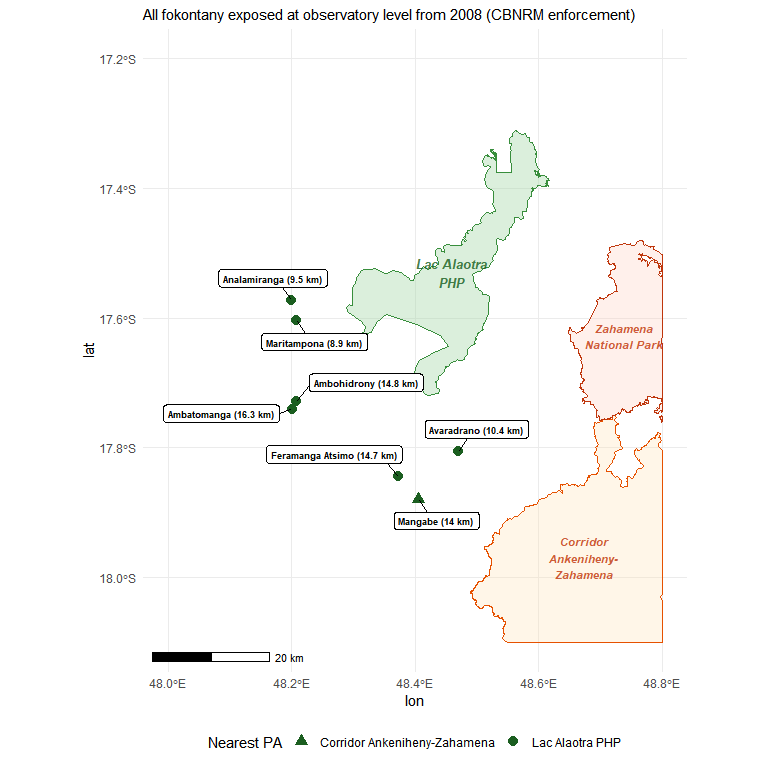 All fokontany exposed at observatory level from 2008 (CBNRM enforcement)
17.2°S
17.4°S
17.6°S
17.8°S
18.0°S
lat
Lac Alaotra
PHP
Analamiranga (9.5 km)
Maritampona (8.9 km)
Zahamena
National Park
Ambohidrony (14.8 km)
Ambatomanga (16.3 km)
Avaradrano (10.4 km)
Feramanga Atsimo (14.7 km)
Mangabe (14 km)
Corridor
Ankeniheny-
Zahamena
20 km
48.0°E
48.2°E
48.4°E
48.6°E
48.8°E
lon
Nearest PA
Corridor Ankeniheny-Zahamena
Lac Alaotra PHP